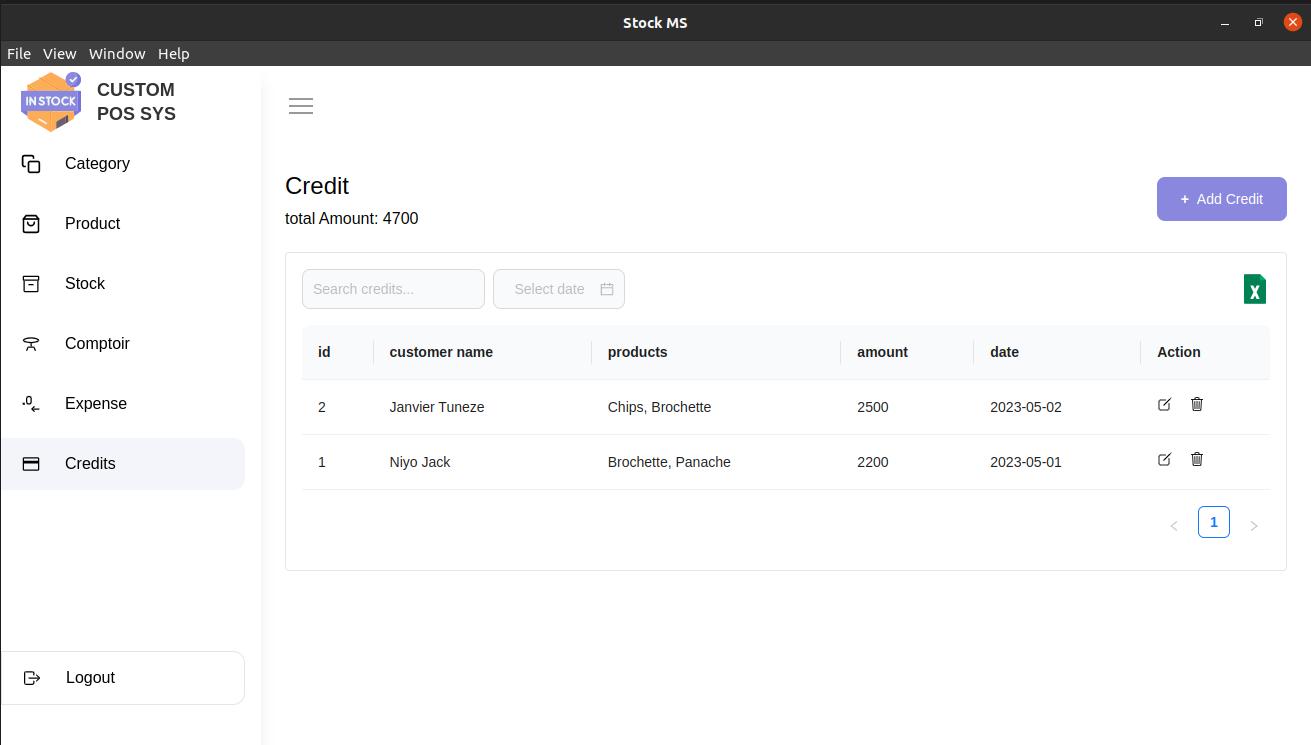 Stock MS
File View Window Help
IN STOCK
CUSTOM
POS SYS
Category
Product
Stock
Comptoir
Expense
Credits
Logout
Credit
total Amount: 4700
+ Add Credit
Search credits... Select date
X
id customer name products amount date Action
2 Janvier Tuneze Chips, Brochette 2500 2023-05-02
1 Niyo Jack Brochette, Panache 2200 2023-05-01
< 1 >